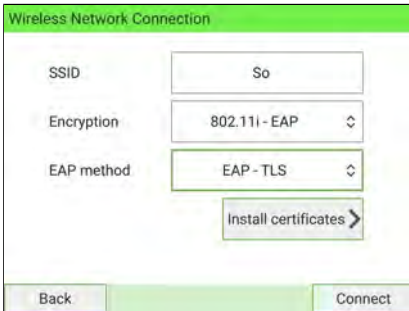 Wireless Network Connection
SSID So
Encryption 802.11i - EAP
EAP method EAP - TLS
Install certificates
Back Connect